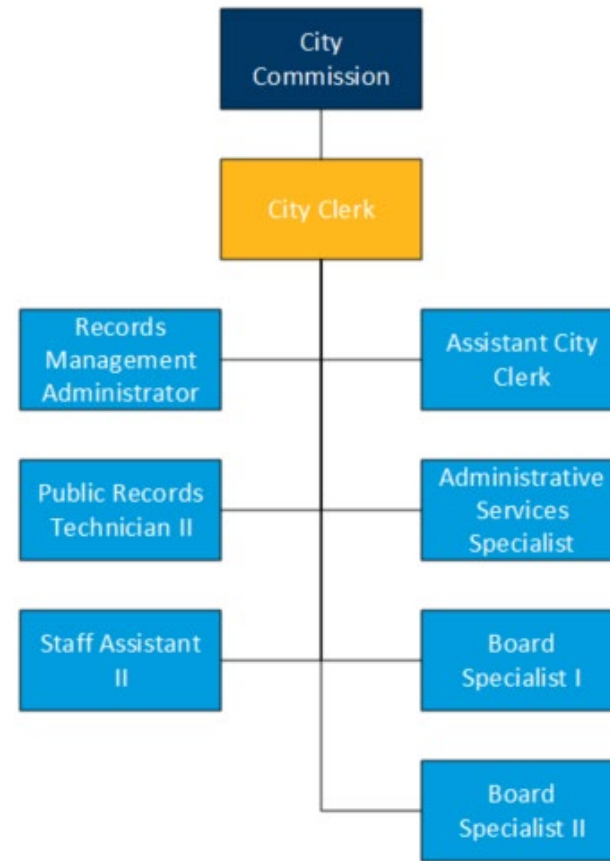 City
Commission
City Clerk
Records
Management
Administrator
Assistant City
Clerk
Public Records
Technician II
Administrative
Services
Specialist
Staff Assistant
II
Board
Specialist I
Board
Specialist II